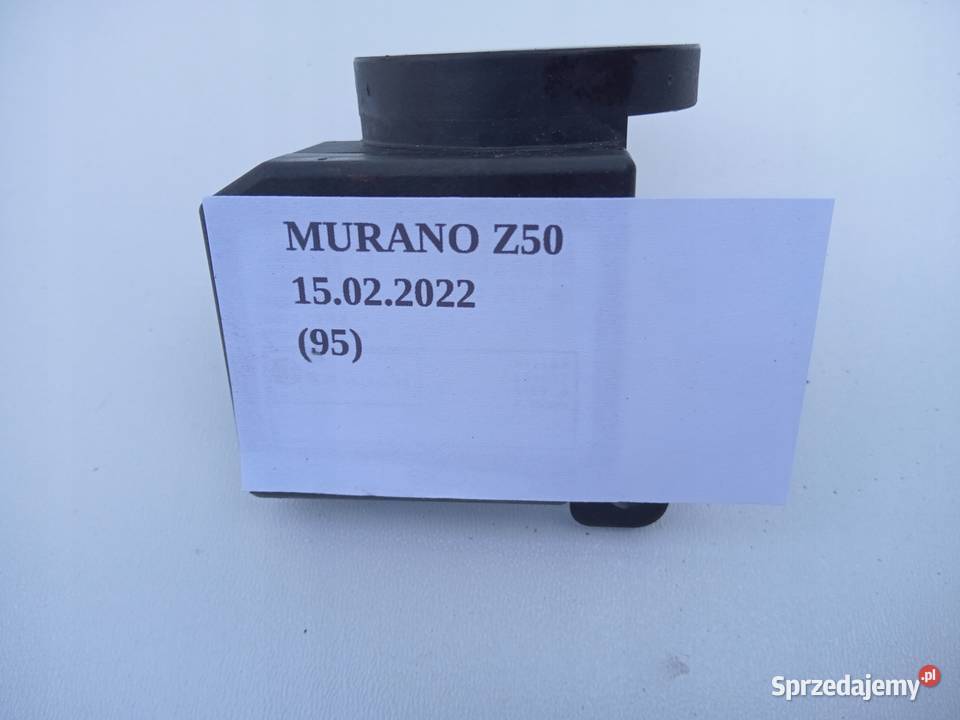 MURANO Z50
15.02.2022
(95)
Sprzedajemy.pl